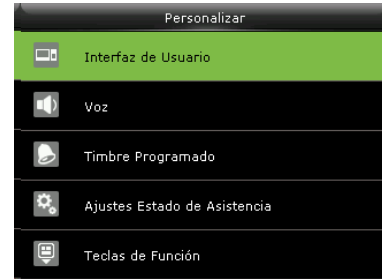 Personalizar
Interfaz de Usuario
Voz
Timbre Programado
Ajustes Estado de Asistencia
Teclas de Función